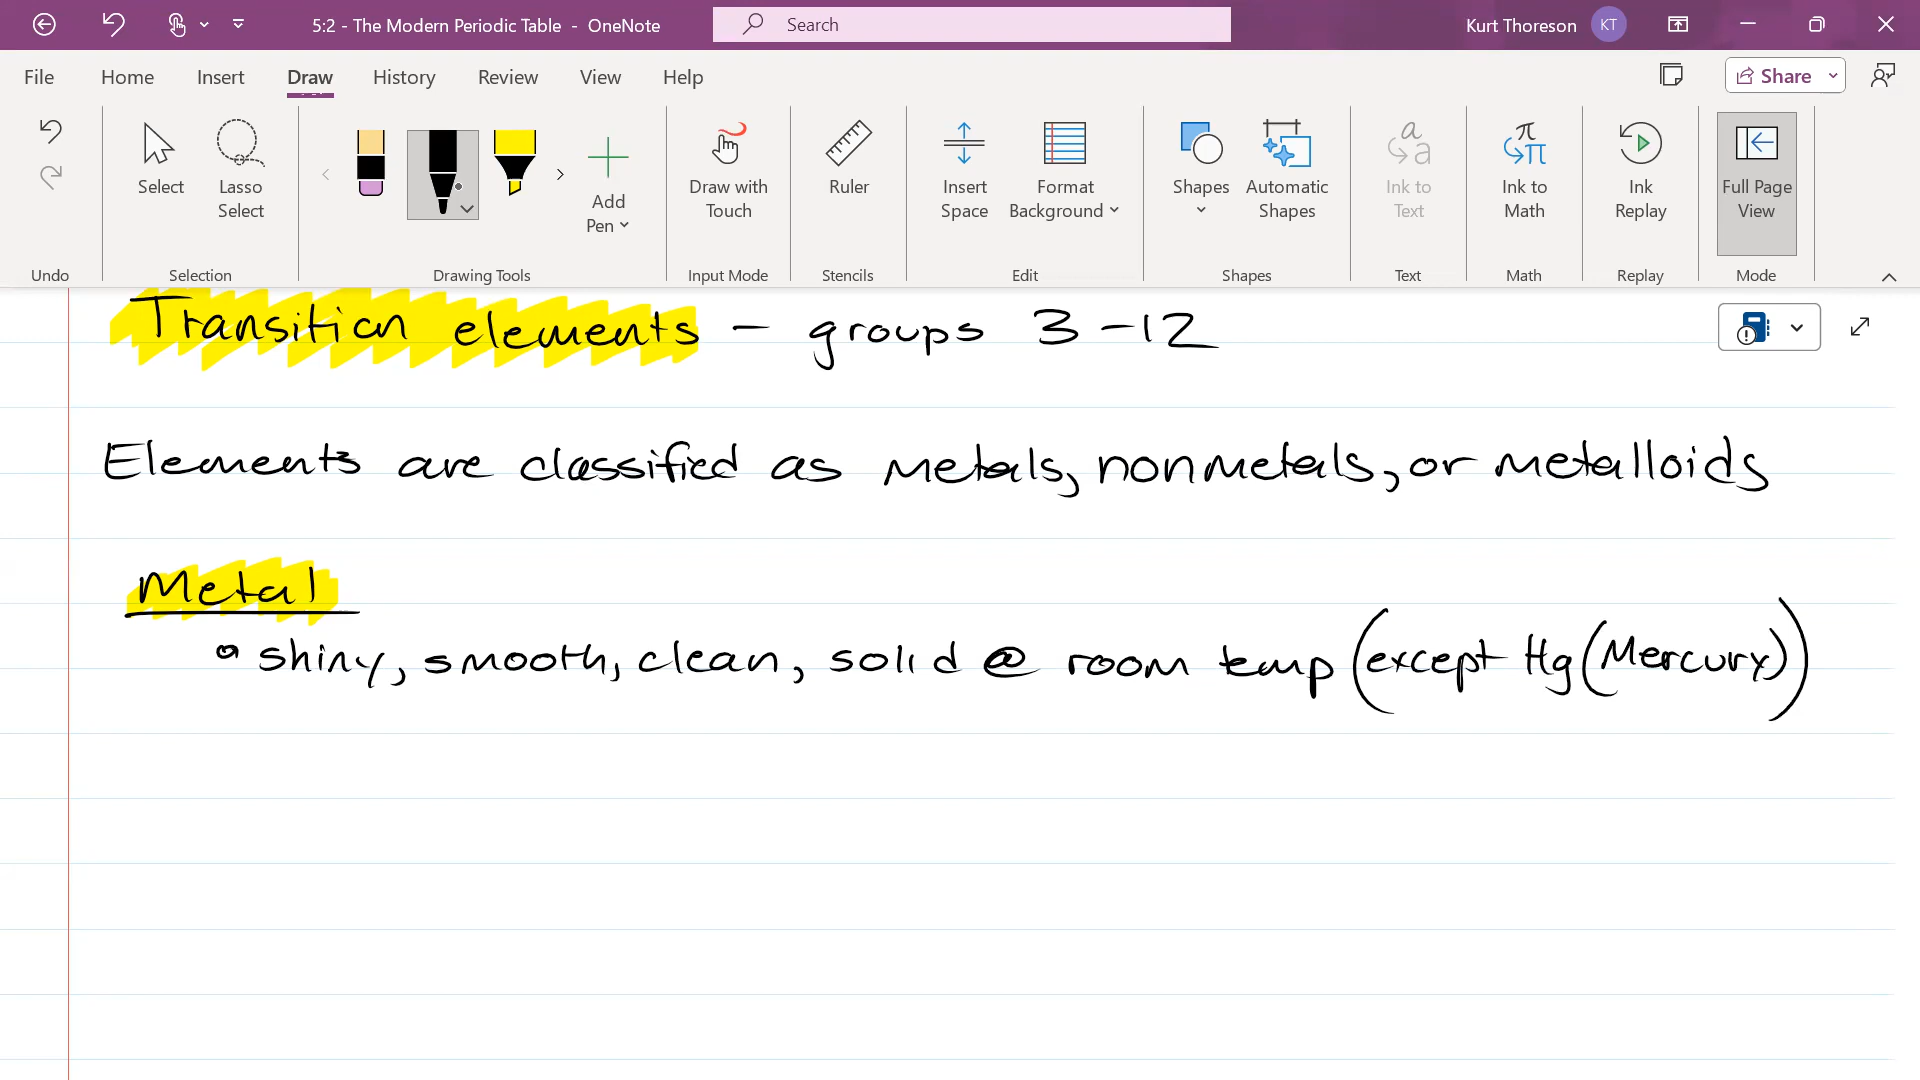 5:2 - The Modern Periodic Table - OneNote
Search
Kurt Thoreson KT
File Home Insert Draw History Review View Help
Share
Select
Lasso Select
Add Pen
Draw with Touch
Ruler
Insert Space
Format Background
Shapes
Automatic Shapes
Ink to Text
Ink to Math
Ink Replay
Full Page View
Undo Selection Drawing Tools Input Mode Stencils Edit Shapes Text Math Replay Mode
Transition elements - groups 3-12
Elements are classified as metals, nonmetals, or metalloids
Metal
shiny, smooth, clean, solid @ room temp (except Hg (Mercury))